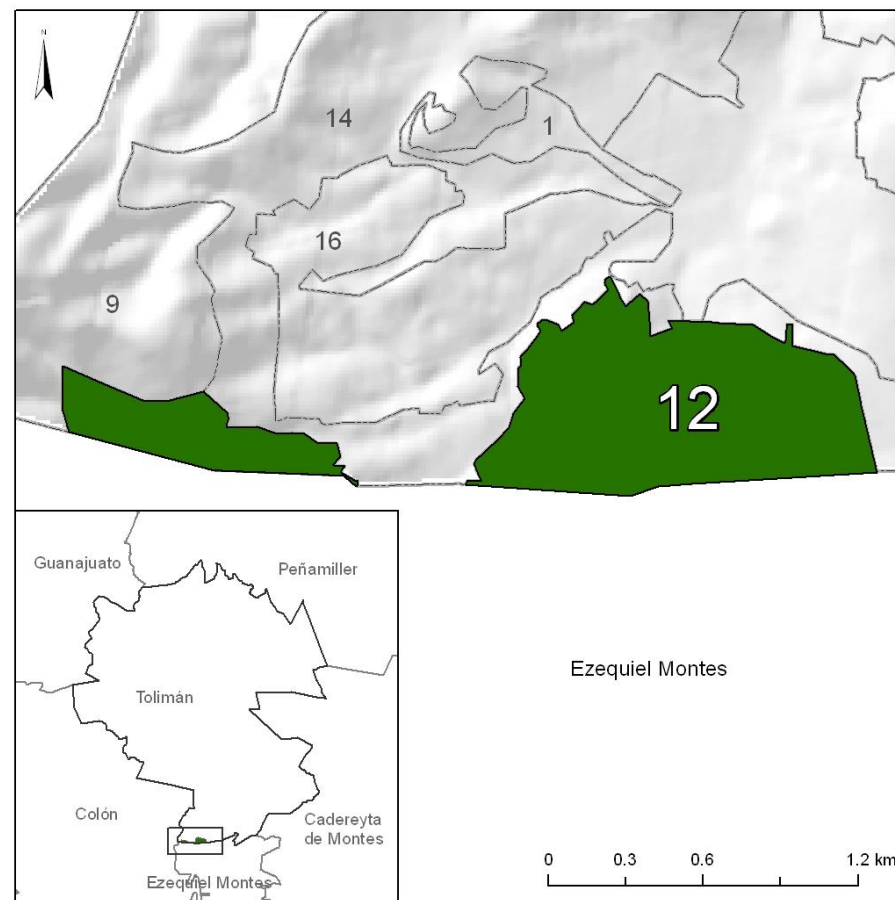 N
14
1
16
9
12
Guanajuato
Peñamiller
Tolimán
Colón
Cadereyta
de Montes
Ezequiel Montes
Ezequiel Montes
0 0.3 0.6 1.2 km